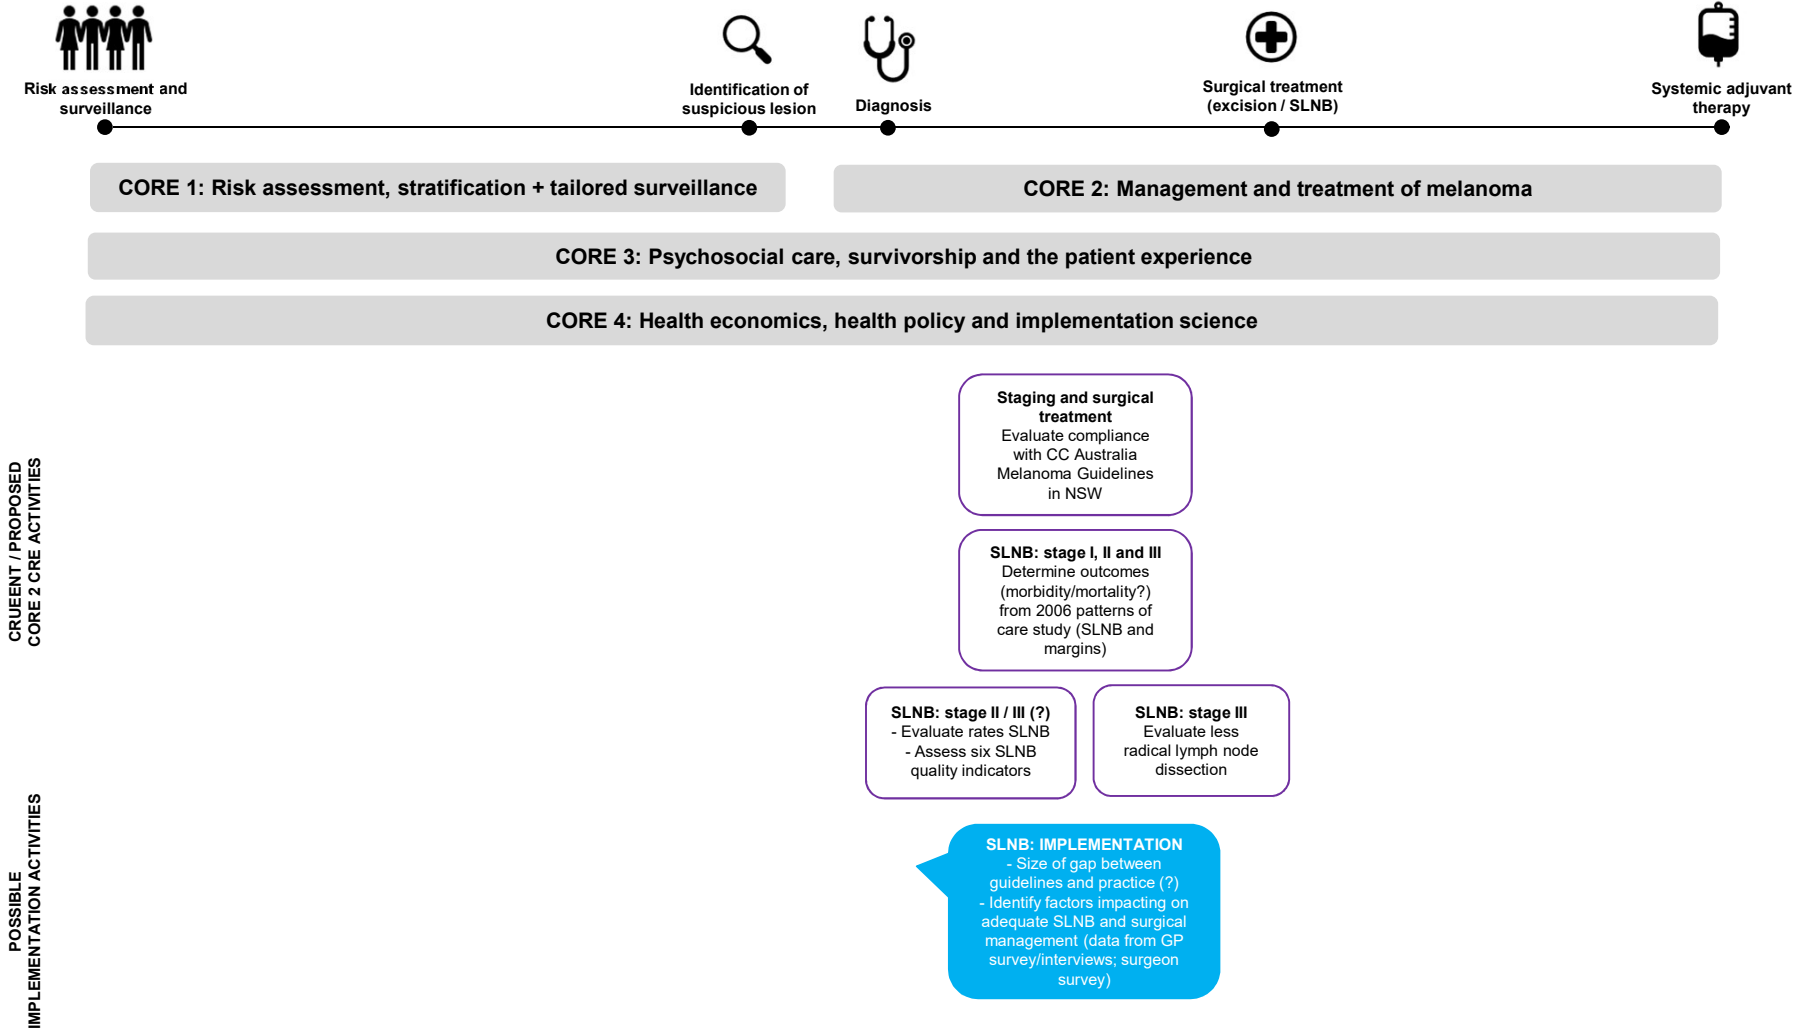 Risk assessment and
surveillance
Identification of
suspicious lesion
Diagnosis
Surgical treatment
(excision / SLNB)
Systemic adjuvant
therapy
CORE 1: Risk assessment, stratification + tailored surveillance
CORE 2: Management and treatment of melanoma
CORE 3: Psychosocial care, survivorship and the patient experience
CORE 4: Health economics, health policy and implementation science
CRUEENT / PROPOSED
CORE 2 CRE ACTIVITIES
Staging and surgical
treatment
Evaluate compliance
with CC Australia
Melanoma Guidelines
in NSW
SLNB: stage I, II and III
Determine outcomes
(morbidity/mortality?)
from 2006 patterns of
care study (SLNB and
margins)
SLNB: stage II / III (?)
- Evaluate rates SLNB
- Assess six SLNB
quality indicators
SLNB: stage III
Evaluate less
radical lymph node
dissection
POSSIBLE
IMPLEMENTATION ACTIVITIES
SLNB: IMPLEMENTATION
- Size of gap between
guidelines and practice (?)
- Identify factors impacting on
adequate SLNB and surgical
management (data from GP
survey/interviews; surgeon
survey)